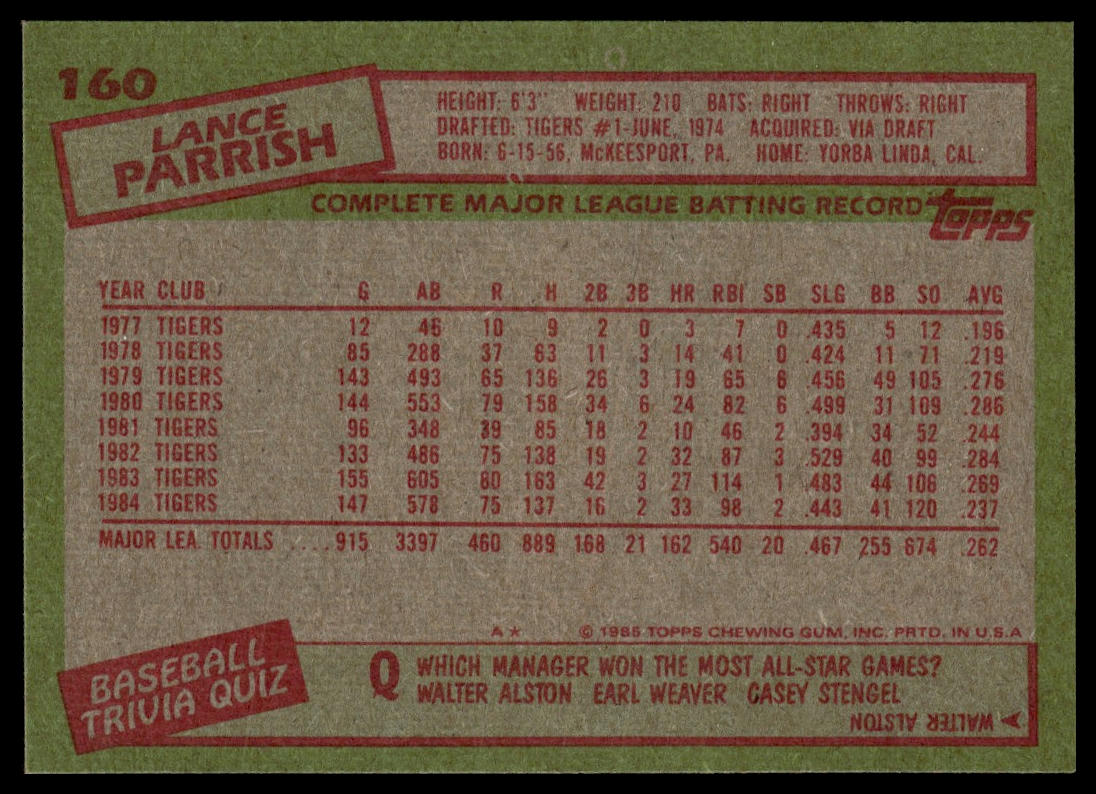 160
LANCE
PARRISH
HEIGHT: 6'3" WEIGHT: 210 BATS: RIGHT THROWS: RIGHT
DRAFTED: TIGERS #1-JUNE, 1974 ACQUIRED: VIA DRAFT
BORN: 6-15-56, McKEESPORT, PA. HOME: YORBA LINDA, CAL.
COMPLETE MAJOR LEAGUE BATTING RECORD TOPPS
YEAR CLUB G AB R H 2B 3B HR RBI SB SLG BB SO AVG
1977 TIGERS 12 46 10 9 2 0 3 7 0 .435 5 12 .196
1978 TIGERS 85 288 37 63 11 3 14 41 0 .424 11 71 .219
1979 TIGERS 143 493 65 136 26 3 19 65 6 .456 49 105 .276
1980 TIGERS 144 553 79 158 34 6 24 82 6 .499 31 109 .286
1981 TIGERS 96 348 39 85 18 2 10 46 2 .394 34 52 .244
1982 TIGERS 133 486 75 138 19 2 32 87 3 .529 40 99 .284
1983 TIGERS 155 605 80 163 42 3 27 114 1 .483 44 106 .269
1984 TIGERS 147 578 75 137 16 2 33 98 2 .443 41 120 .237
MAJOR LEA. TOTALS ....915 3397 460 889 168 21 162 540 20 .467 255 674 .262
A★ © 1985 TOPPS CHEWING GUM, INC. PRTD. IN U.S.A
BASEBALL
TRIVIA QUIZ
Q WHICH MANAGER WON THE MOST ALL-STAR GAMES?
WALTER ALSTON EARL WEAVER CASEY STENGEL
WALTER ALSTON